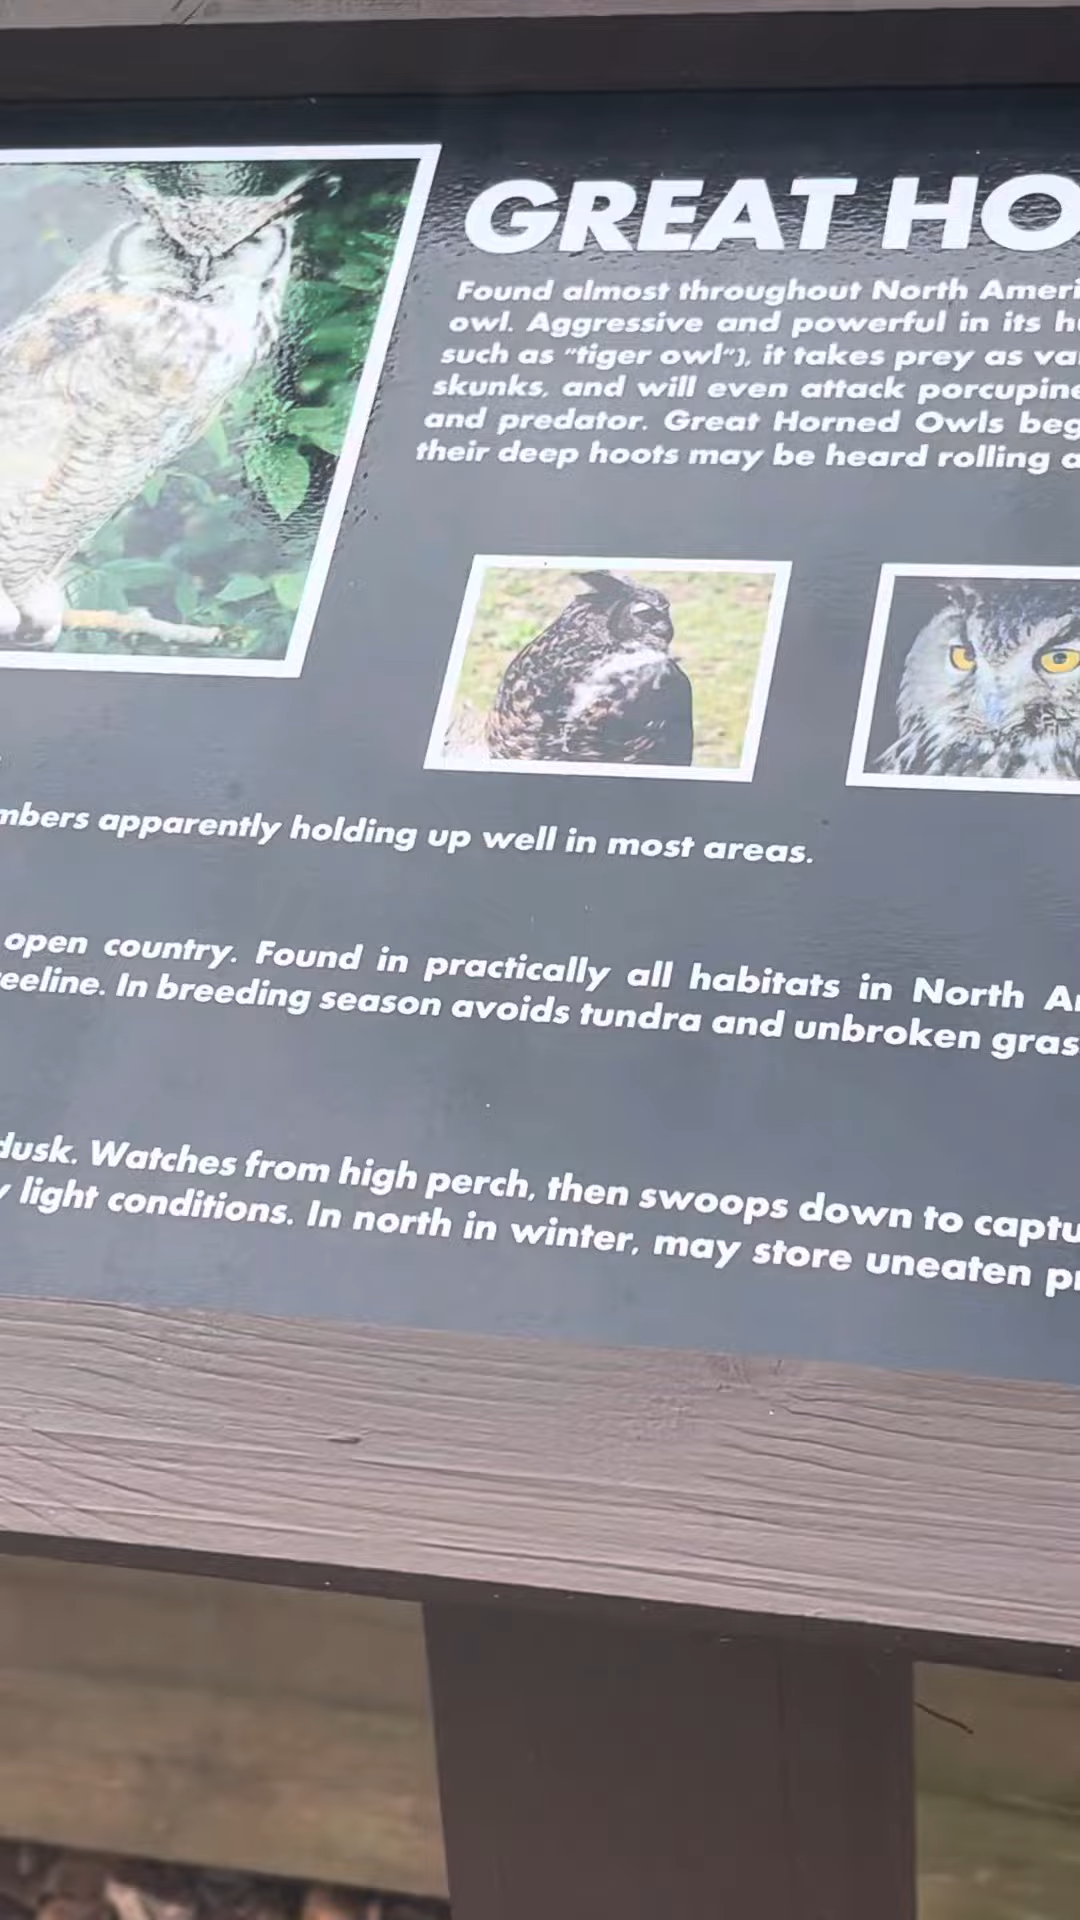 GREAT HO
Found almost throughout North Ameri
owl. Aggressive and powerful in its hu
such as "tiger owl"), it takes prey as va
skunks, and will even attack porcupine
and predator. Great Horned Owls beg
their deep hoots may be heard rolling a
mbers apparently holding up well in most areas.
open country. Found in practically all habitats in North A
eeline. In breeding season avoids tundra and unbroken gras
dusk. Watches from high perch, then swoops down to captu
y light conditions. In north in winter, may store uneaten pr